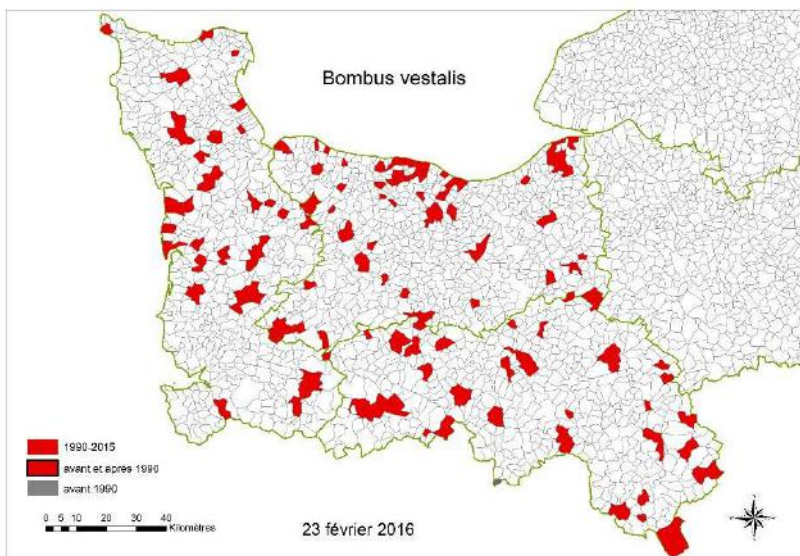 Bombus vestalis
1990-2015
avant et après 1990
avant 1990
0 5 10 20 30 40
Kilomètres
23 février 2016